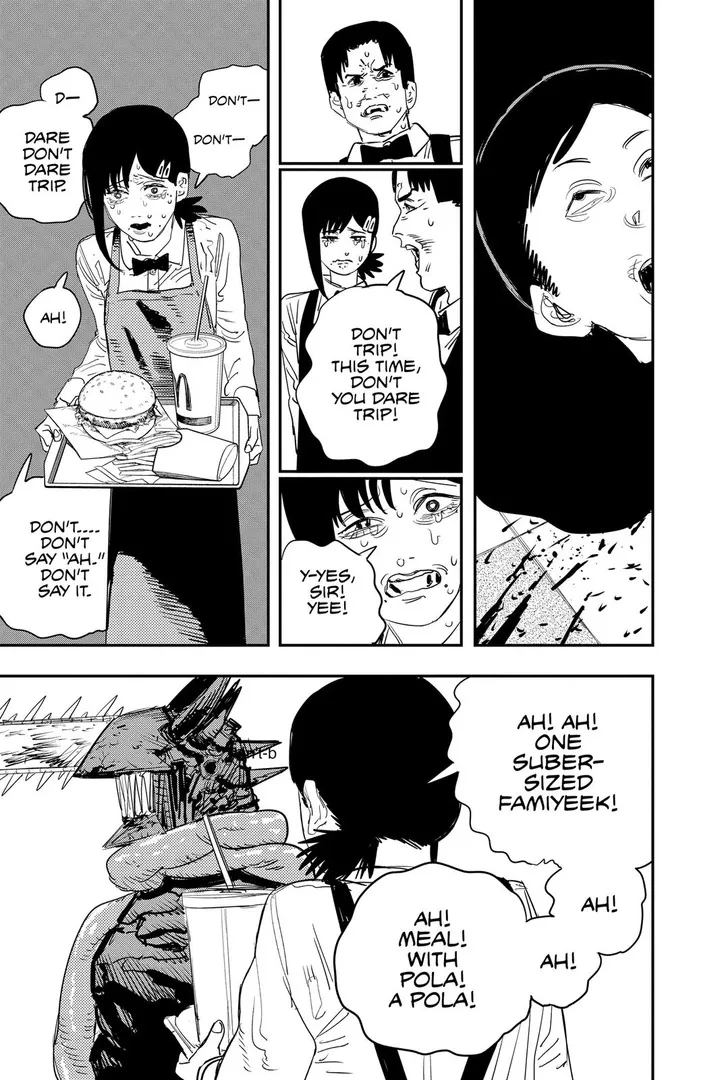 DON'T
TRIP!
THIS TIME,
DON'T
YOU DARE
TRIP!
Y-YES,
SIR!
YEE!
DON'T—
DON'T—
D—
DARE
DON'T
DARE
TRIP.
AH!
DON'T....
DON'T
SAY "AH."
DON'T
SAY IT.
AH! AH!
ONE
SUBER-
SIZED
FAMIYEEK!
AH!
AH!
AH!
MEAL!
WITH
POLA!
A POLA!